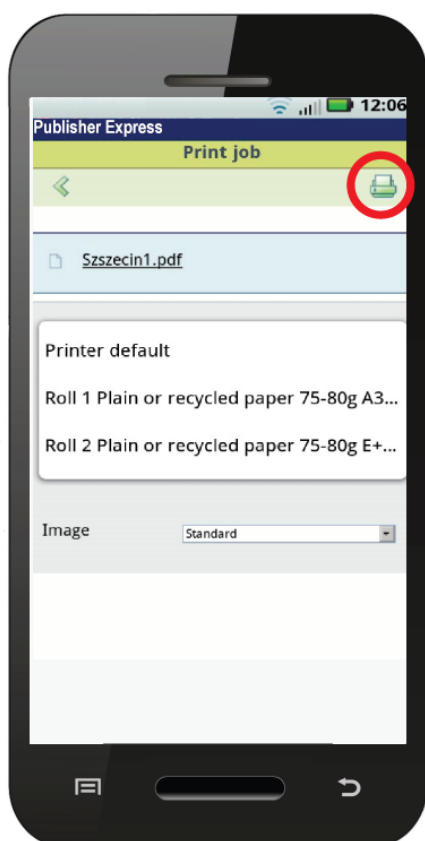 12:06
Publisher Express
Print job
Szszecin1.pdf
Printer default
Roll 1 Plain or recycled paper 75-80g A3...
Roll 2 Plain or recycled paper 75-80g E+...
Image
Standard